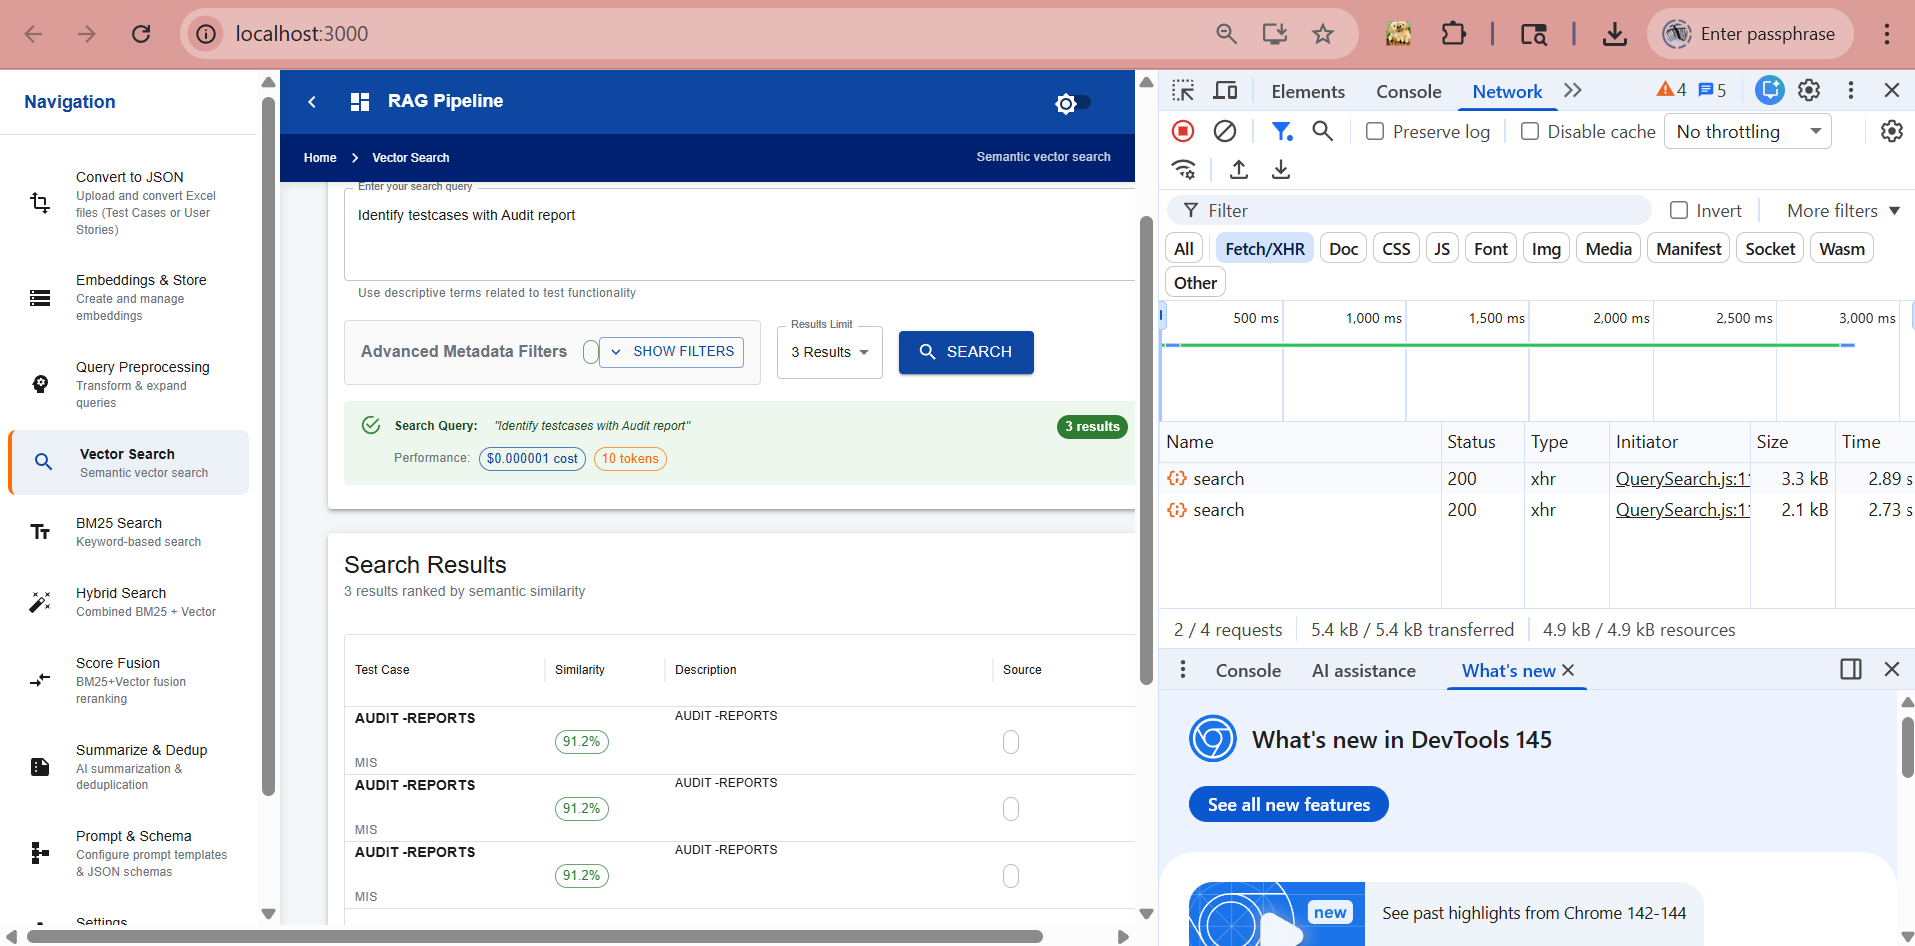 localhost:3000
Enter passphrase
Navigation
Convert to JSON
Upload and convert Excel
files (Test Cases or User
Stories)
Embeddings & Store
Create and manage
embeddings
Query Preprocessing
Transform & expand
queries
Vector Search
Semantic vector search
BM25 Search
Keyword-based search
Hybrid Search
Combined BM25 + Vector
Score Fusion
BM25+Vector fusion
reranking
Summarize & Dedup
AI summarization &
deduplication
Prompt & Schema
Configure prompt templates
& JSON schemas
Settings
RAG Pipeline
Home
Vector Search
Semantic vector search
Enter your search query
Identify testcases with Audit report
Use descriptive terms related to test functionality
Advanced Metadata Filters
SHOW FILTERS
Results Limit
3 Results
SEARCH
Search Query: "Identify testcases with Audit report"
3 results
Performance: $0.000001 cost 10 tokens
Search Results
3 results ranked by semantic similarity
Test Case Similarity Description Source
AUDIT -REPORTS
MIS
91.2%
AUDIT -REPORTS
AUDIT -REPORTS
MIS
91.2%
AUDIT -REPORTS
AUDIT -REPORTS
MIS
91.2%
AUDIT -REPORTS
Elements Console Network
4 5
Preserve log Disable cache No throttling
Filter Invert More filters
All Fetch/XHR Doc CSS JS Font Img Media Manifest Socket Wasm
Other
500 ms 1,000 ms 1,500 ms 2,000 ms 2,500 ms 3,000 ms
Name Status Type Initiator Size Time
search 200 xhr QuerySearch.js:1 3.3 kB 2.89 s
search 200 xhr QuerySearch.js:1 2.1 kB 2.73 s
2 / 4 requests 5.4 kB / 5.4 kB transferred 4.9 kB / 4.9 kB resources
Console AI assistance What's new
What's new in DevTools 145
See all new features
new
See past highlights from Chrome 142-144